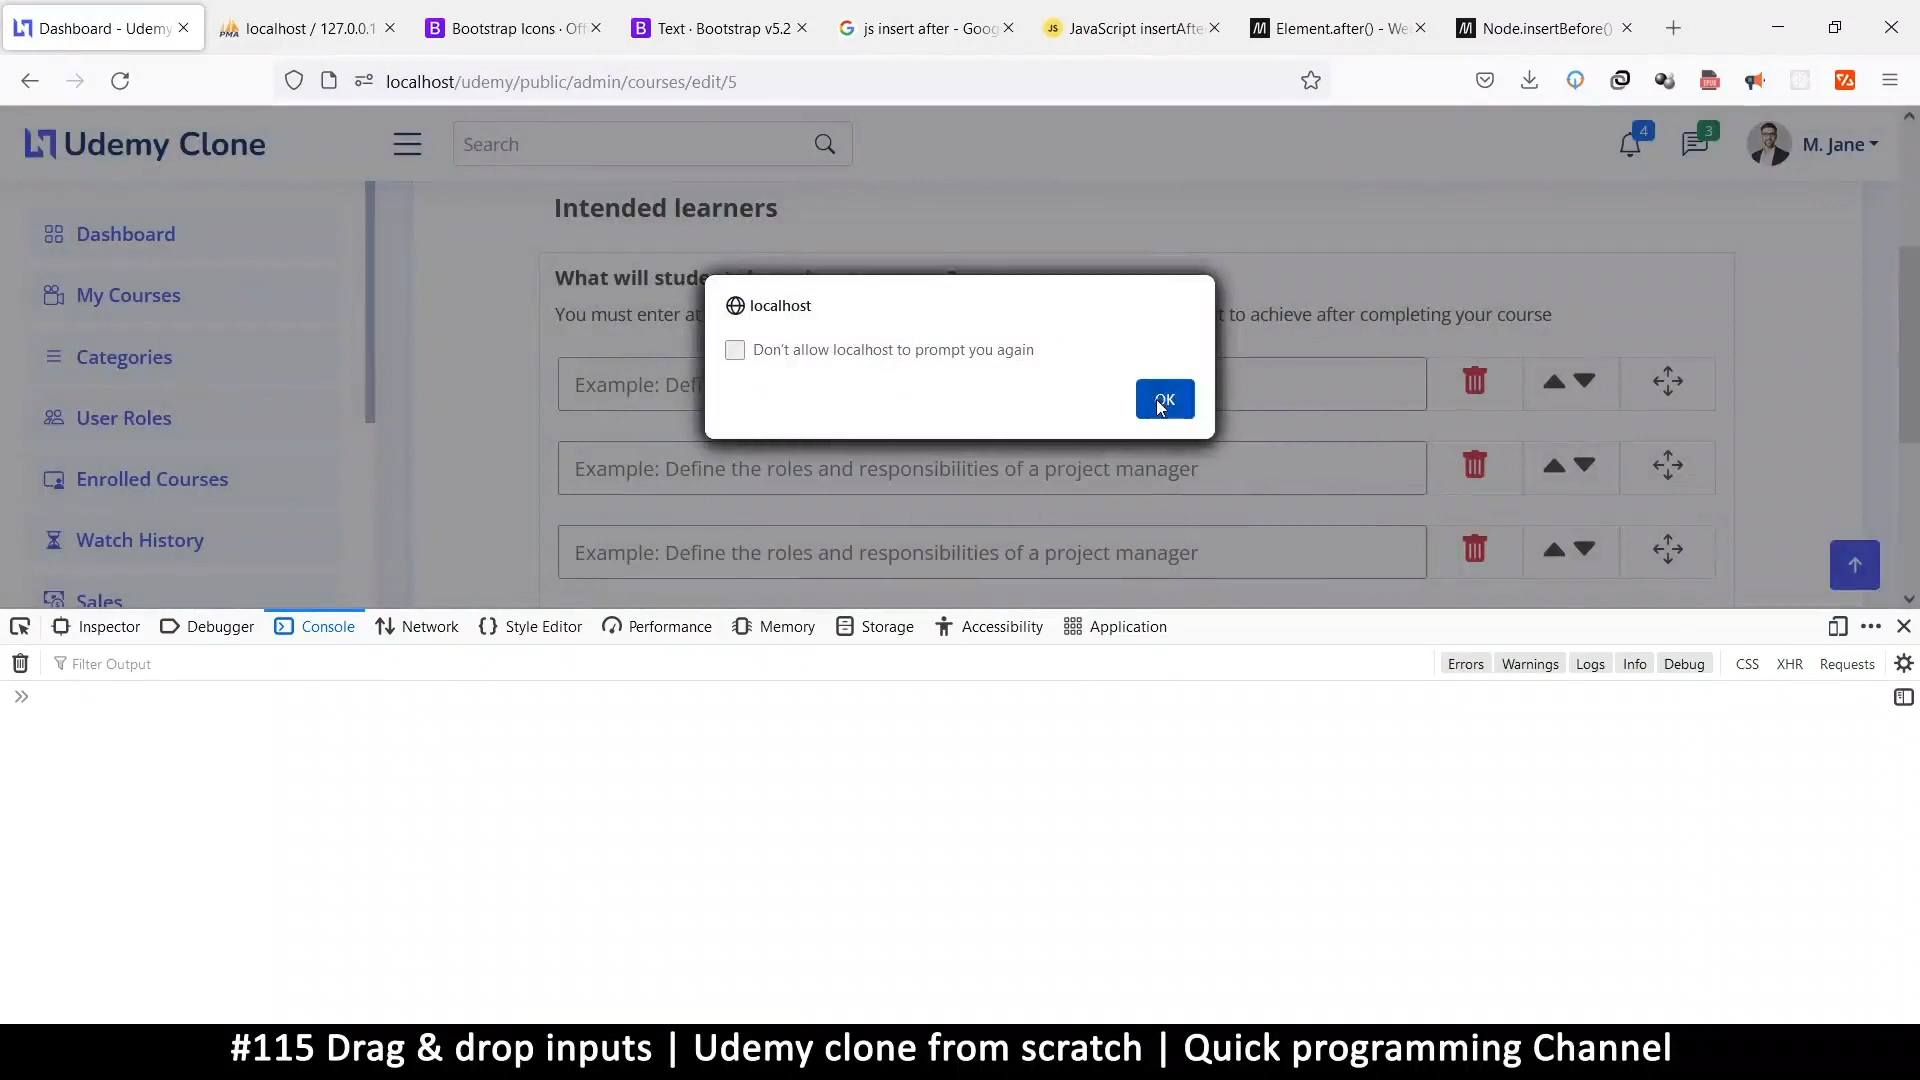 Dashboard - Udemy
localhost / 127.0.0.1
Bootstrap Icons · Off
Text · Bootstrap v5.2
js insert after - Goog
JavaScript insertAfte
Element.after() - We
Node.insertBefore()
localhost/udemy/public/admin/courses/edit/5
Udemy Clone
Search
4
3
M. Jane
Dashboard
My Courses
Categories
User Roles
Enrolled Courses
Watch History
Sales
Intended learners
What will stude
You must enter at
t to achieve after completing your course
Example: Def
Example: Define the roles and responsibilities of a project manager
Example: Define the roles and responsibilities of a project manager
localhost
Don't allow localhost to prompt you again
OK
Inspector
Debugger
Console
Network
Style Editor
Performance
Memory
Storage
Accessibility
Application
Filter Output
Errors
Warnings
Logs
Info
Debug
CSS
XHR
Requests
#115 Drag & drop inputs | Udemy clone from scratch | Quick programming Channel